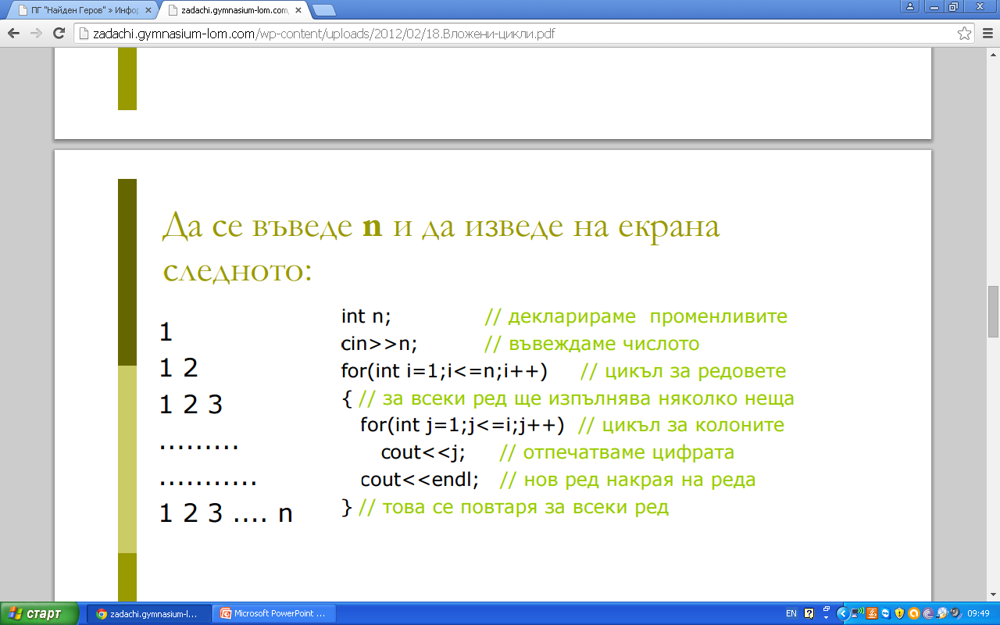 ПГ "Найден Геров" » Инфор
zadachi.gymnasium-lom.com,
zadachi.gymnasium-lom.com/wp-content/uploads/2012/02/18.Вложени-цикли.pdf
Да се въведе n и да изведе на екрана
следното:
1
1 2
1 2 3
.........
...........
1 2 3 .... n
int n; // декларираме променливите
cin>>n; // въвеждаме числото
for(int i=1;i<=n;i++) // цикъл за редовете
{ // за всеки ред ще изпълнява няколко неща
for(int j=1;j<=i;j++) // цикъл за колоните
cout<<j; // отпечатваме цифрата
cout<<endl; // нов ред накрая на реда
} // това се повтаря за всеки ред
старт
zadachi.gymnasium-l...
Microsoft PowerPoint ...
EN
09:49